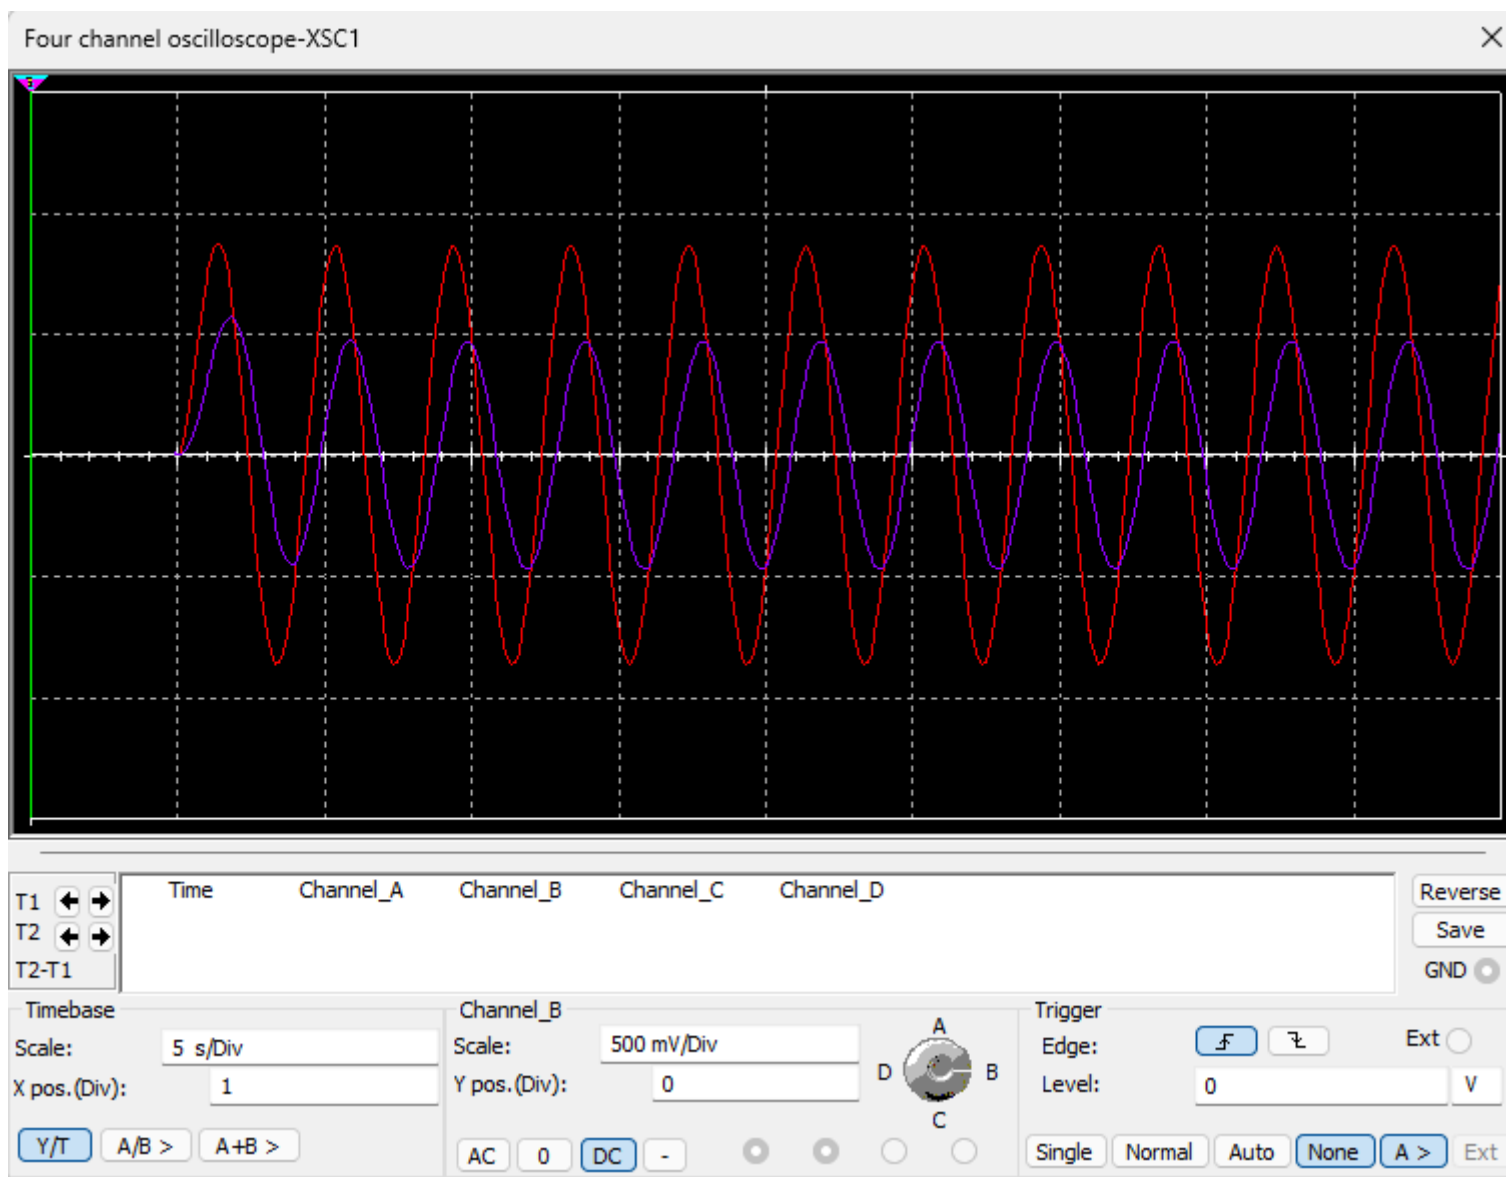 Four channel oscilloscope-XSC1
Time Channel_A Channel_B Channel_C Channel_D
T1
T2
T2-T1
Reverse
Save
GND
Timebase
Scale: 5 s/Div
X pos.(Div): 1
Y/T A/B > A+B >
Channel_B
Scale: 500 mV/Div
Y pos.(Div): 0
AC 0 DC -
A
B
C
D
Trigger
Edge: Ext
Level: 0 V
Single Normal Auto None A > Ext